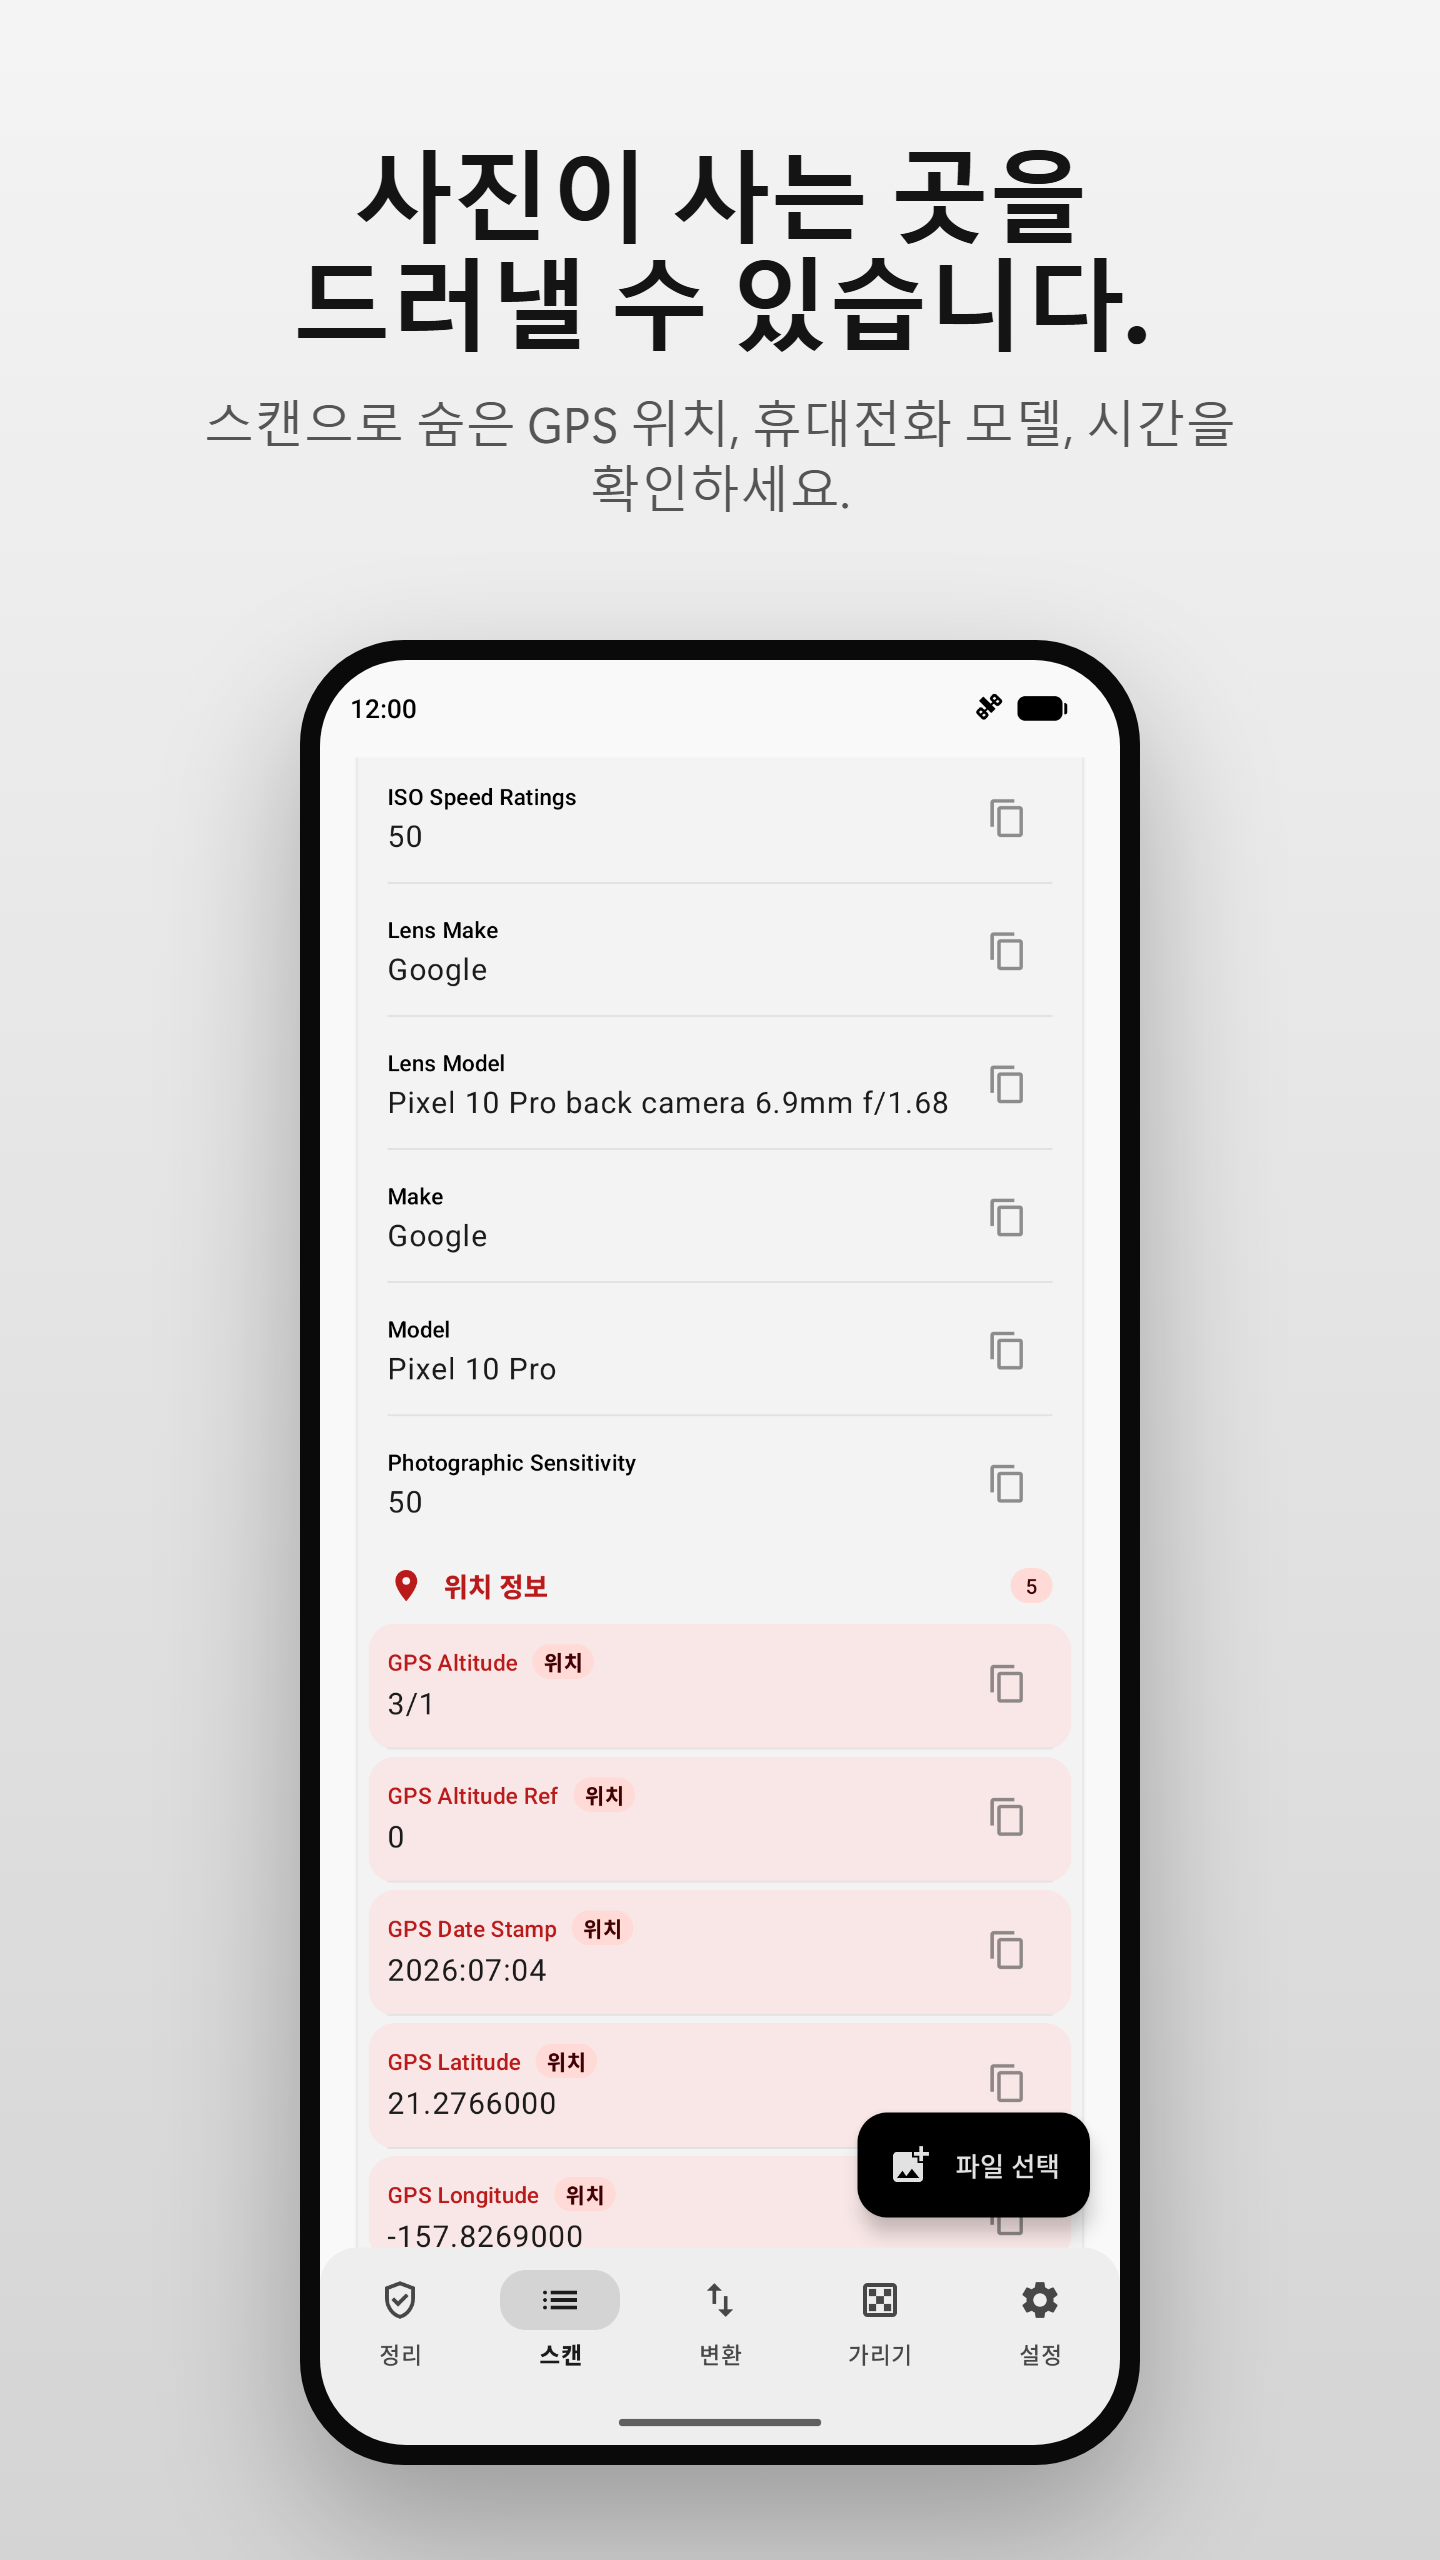 사진이 사는 곳을
드러낼 수 있습니다.
스캔으로 숨은 GPS 위치, 휴대전화 모델, 시간을
확인하세요.
12:00
ISO Speed Ratings
50
Lens Make
Google
Lens Model
Pixel 10 Pro back camera 6.9mm f/1.68
Make
Google
Model
Pixel 10 Pro
Photographic Sensitivity
50
위치 정보 5
GPS Altitude 위치
3/1
GPS Altitude Ref 위치
0
GPS Date Stamp 위치
2026:07:04
GPS Latitude 위치
21.2766000
파일 선택
GPS Longitude 위치
-157.8269000
정리 스캔 변환 가리기 설정